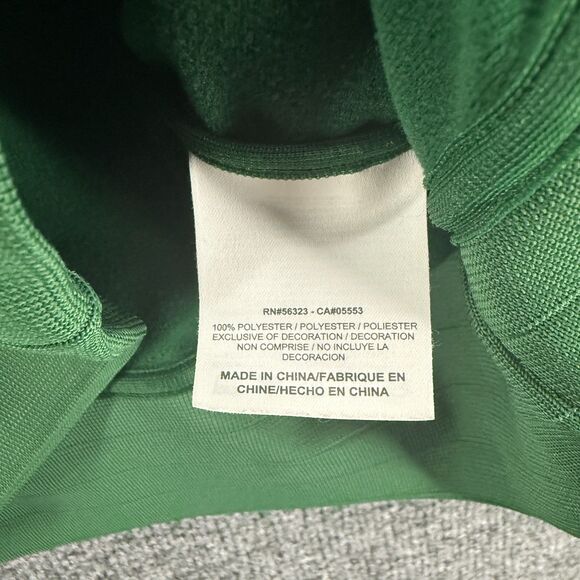 RN#56323 - CA#05553
100% POLYESTER / POLYESTER / POLIESTER
EXCLUSIVE OF DECORATION / DECORATION
NON COMPRISE / NO INCLUYE LA
DECORACION
MADE IN CHINA/FABRIQUE EN
CHINE/HECHO EN CHINA